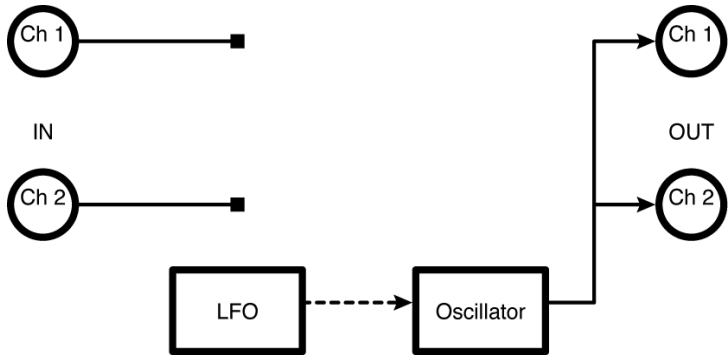 Ch 1
Ch 1
IN
OUT
Ch 2
Ch 2
LFO
Oscillator